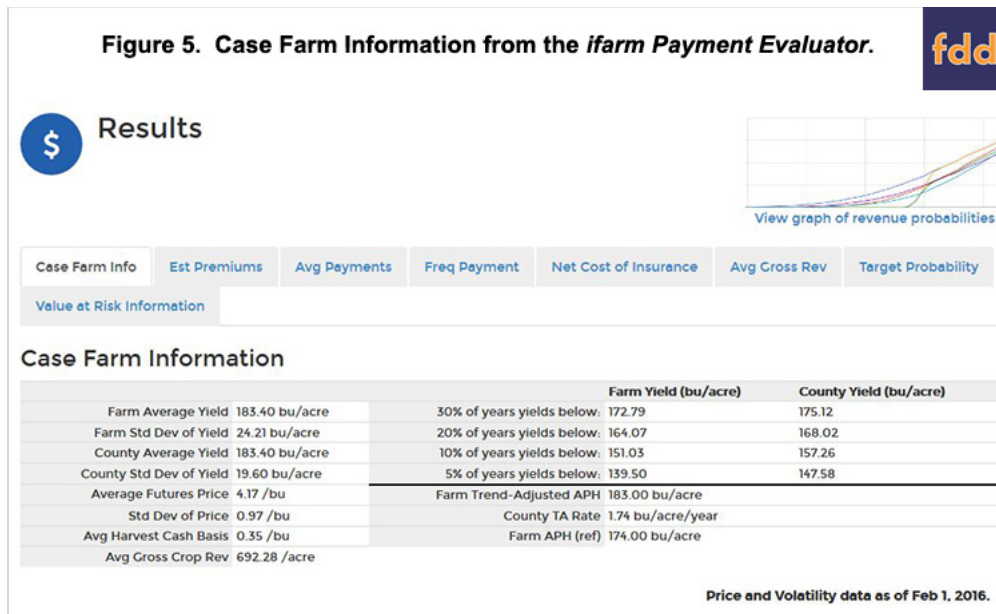 Figure 5. Case Farm Information from the ifarm Payment Evaluator.
fdd
$
Results
View graph of revenue probabilities
Case Farm Info Est Premiums Avg Payments Freq Payment Net Cost of Insurance Avg Gross Rev Target Probability
Value at Risk Information
Case Farm Information
Farm Yield (bu/acre) County Yield (bu/acre)
Farm Average Yield 183.40 bu/acre 30% of years yields below: 172.79 175.12
Farm Std Dev of Yield 24.21 bu/acre 20% of years yields below: 164.07 168.02
County Average Yield 183.40 bu/acre 10% of years yields below: 151.03 157.26
County Std Dev of Yield 19.60 bu/acre 5% of years yields below: 139.50 147.58
Average Futures Price 4.17 /bu Farm Trend-Adjusted APH 183.00 bu/acre
Std Dev of Price 0.97 /bu County TA Rate 1.74 bu/acre/year
Avg Harvest Cash Basis 0.35 /bu Farm APH (ref) 174.00 bu/acre
Avg Gross Crop Rev 692.28 /acre
Price and Volatility data as of Feb 1, 2016.